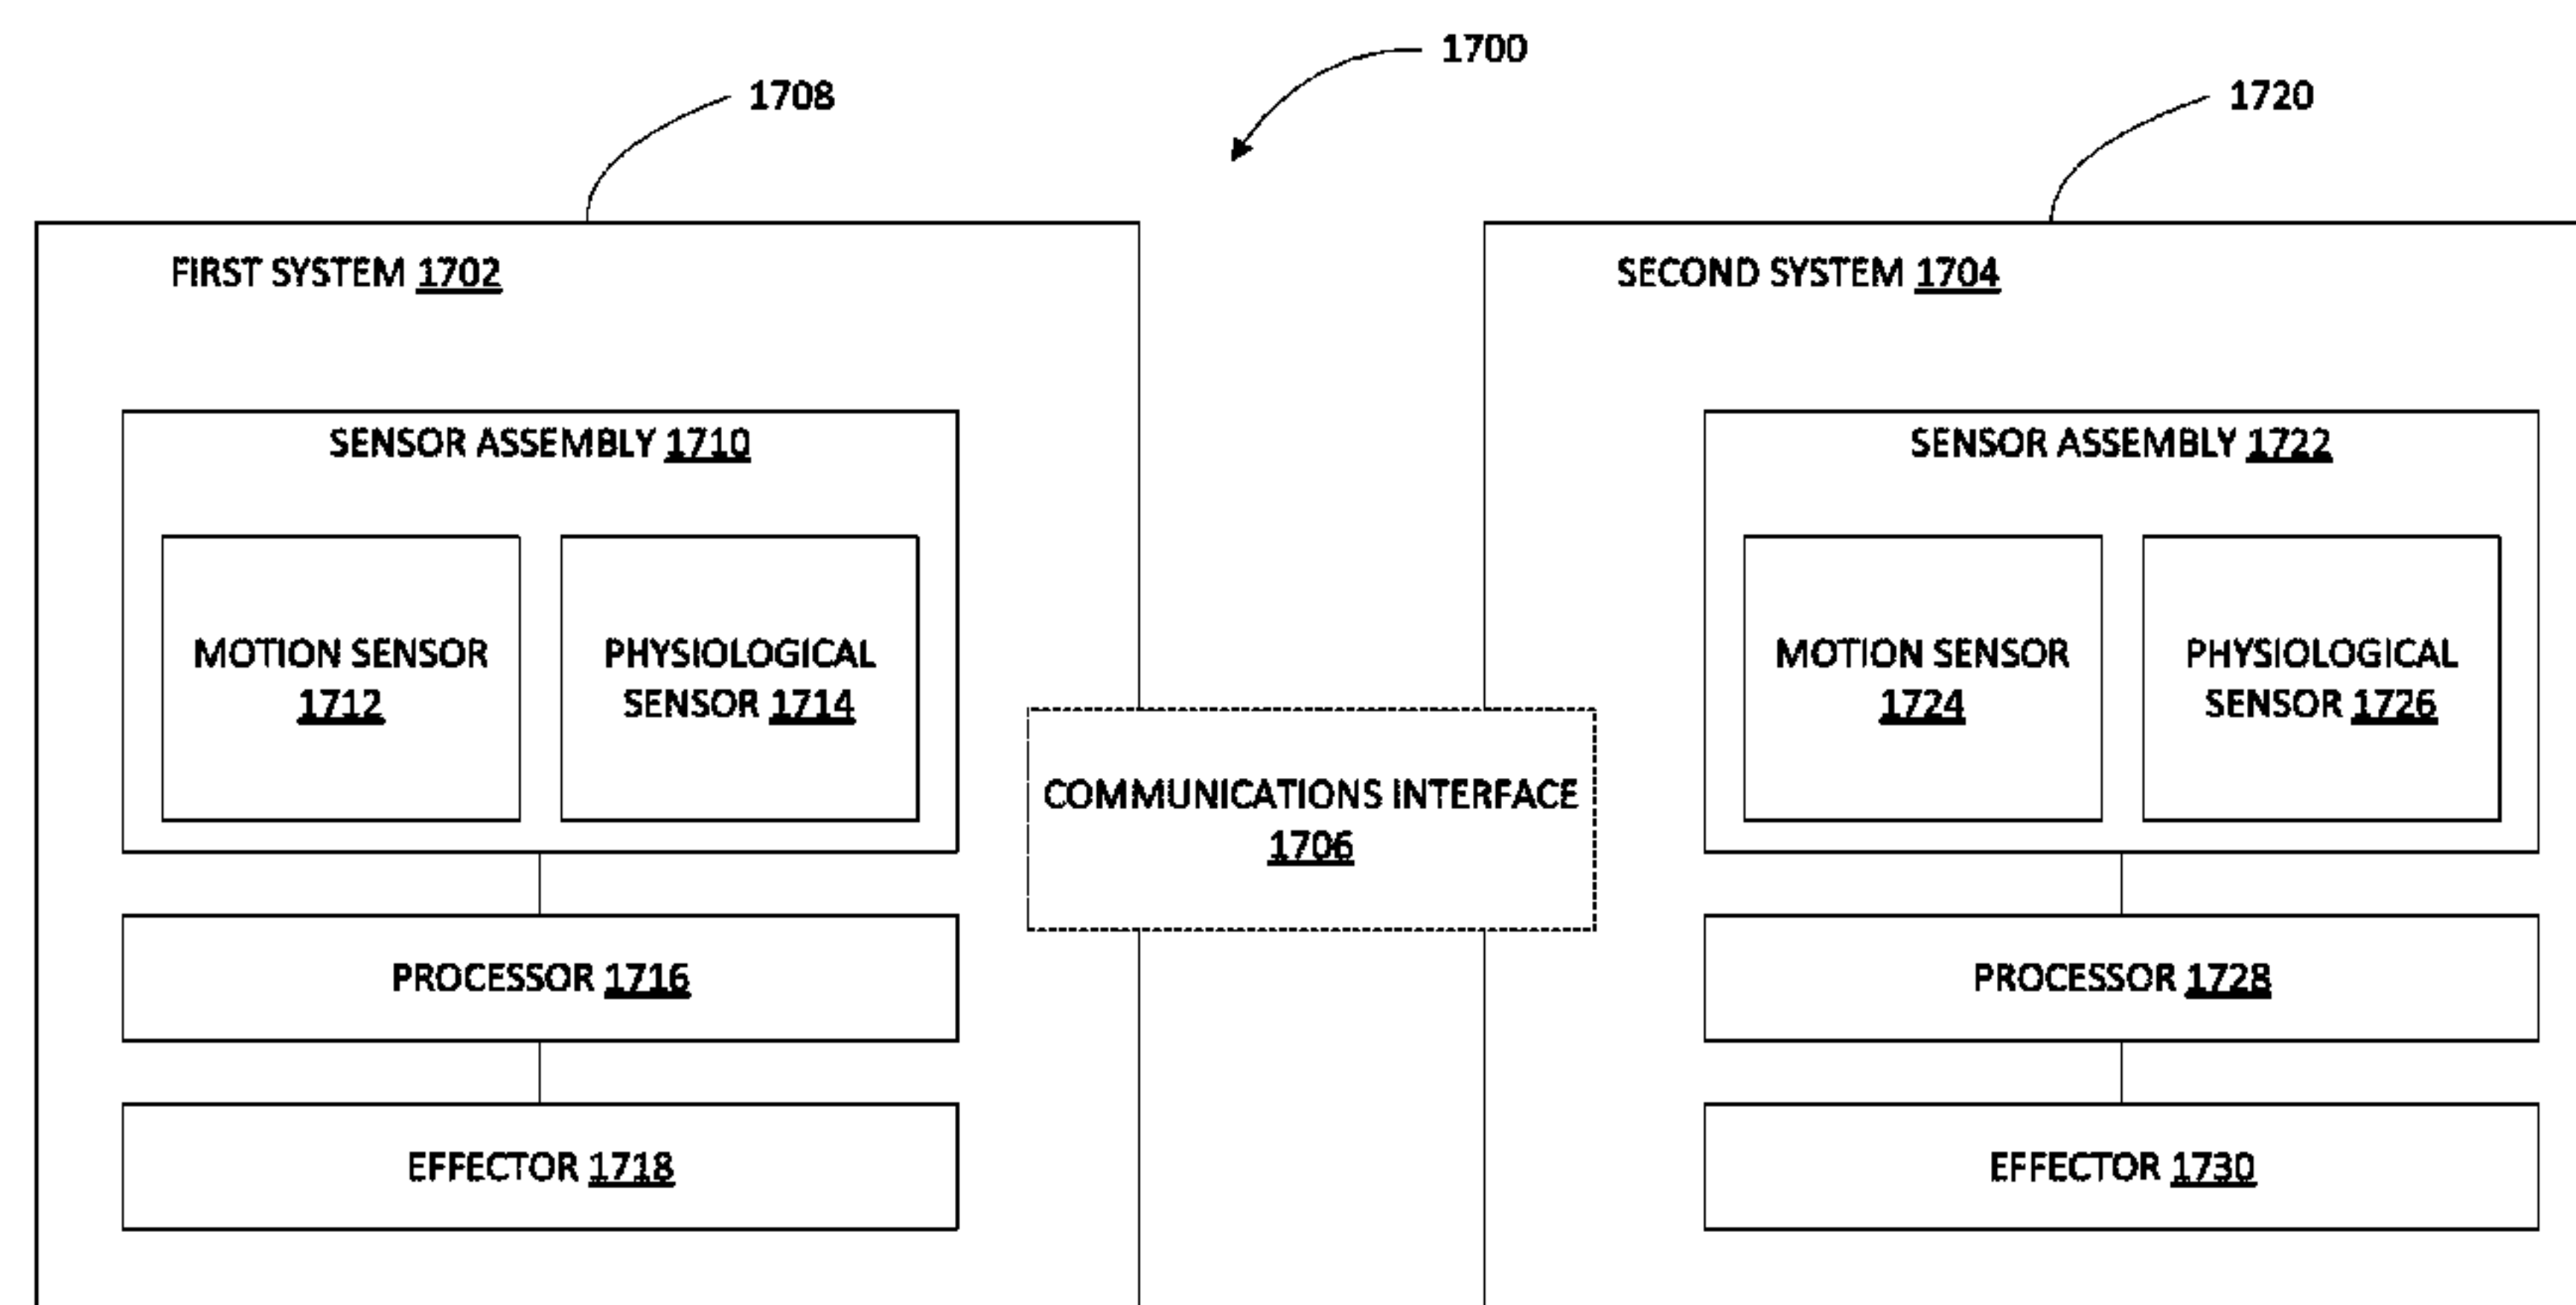 1700
1708
1720
FIRST SYSTEM 1702
SECOND SYSTEM 1704
SENSOR ASSEMBLY 1710
SENSOR ASSEMBLY 1722
MOTION SENSOR
1712
PHYSIOLOGICAL
SENSOR 1714
MOTION SENSOR
1724
PHYSIOLOGICAL
SENSOR 1726
COMMUNICATIONS INTERFACE
1706
PROCESSOR 1716
PROCESSOR 1728
EFFECTOR 1718
EFFECTOR 1730